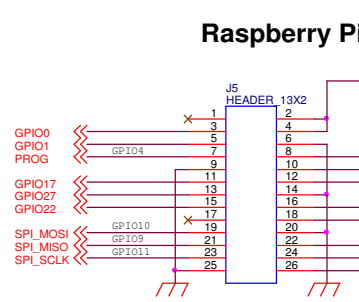 Raspberry Pi
J5
HEADER_13X2
1 2
3 4
GPIO0
5 6
GPIO1
7 8
PROG GPIO4
9 10
11 12
GPIO17
13 14
GPIO27
15 16
GPIO22
17 18
19 20
SPI_MOSI GPIO10
21 22
SPI_MISO GPIO9
23 24
SPI_SCLK GPIO11
25 26